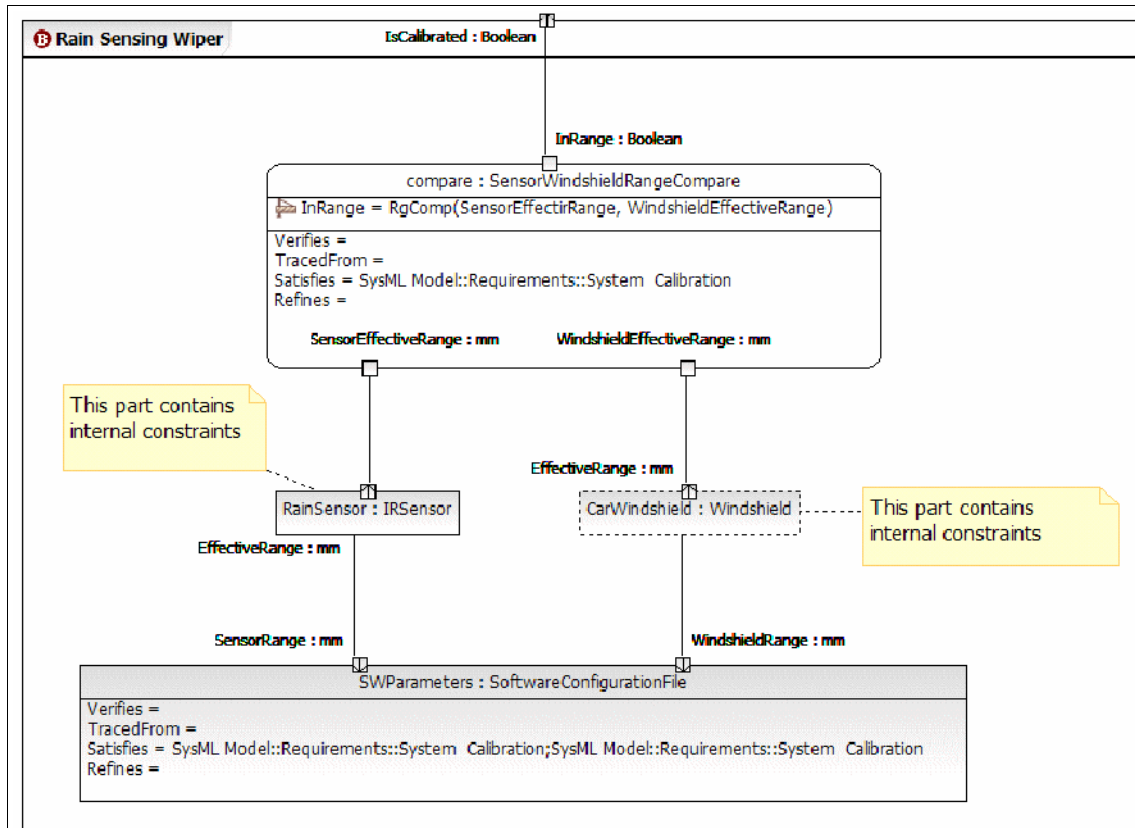 B Rain Sensing Wiper
IsCalibrated : Boolean
InRange : Boolean
compare : SensorWindshieldRangeCompare
InRange = RgComp(SensorEffectirRange, WindshieldEffectiveRange)
Verifies =
TracedFrom =
Satisfies = SysML Model::Requirements::System Calibration
Refines =
SensorEffectiveRange : mm
WindshieldEffectiveRange : mm
This part contains
internal constraints
EffectiveRange : mm
RainSensor : IRSensor
CarWindshield : Windshield
This part contains
internal constraints
EffectiveRange : mm
SensorRange : mm
WindshieldRange : mm
SWParameters : SoftwareConfigurationFile
Verifies =
TracedFrom =
Satisfies = SysML Model::Requirements::System Calibration;SysML Model::Requirements::System Calibration
Refines =